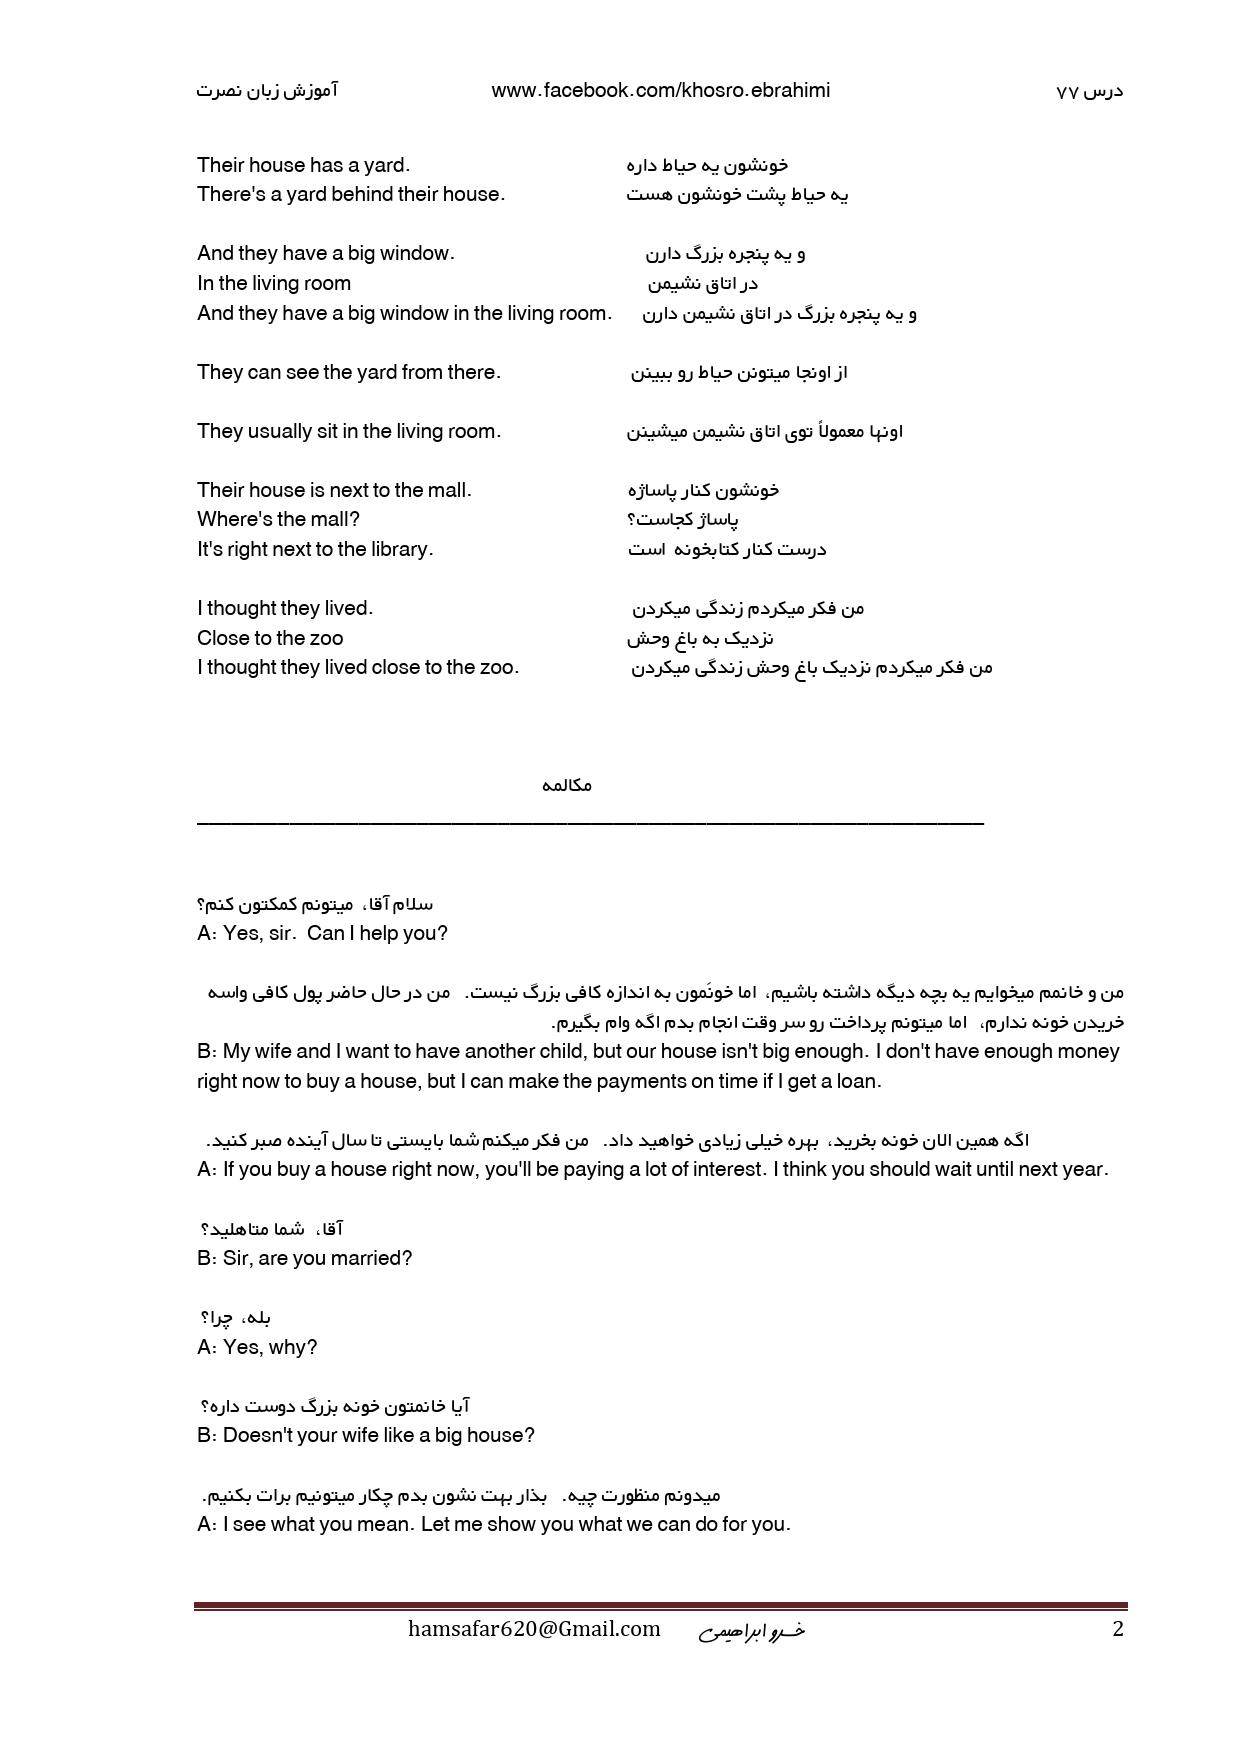 آموزش زبان نصرت www.facebook.com/khosro.ebrahimi درس ۷۷
Their house has a yard. خونشون یه حیاط داره
There's a yard behind their house. یه حیاط پشت خونشون هست
And they have a big window. و یه پنجره بزرگ دارن
In the living room در اتاق نشیمن
And they have a big window in the living room. و یه پنجره بزرگ در اتاق نشیمن دارن
They can see the yard from there. از اونجا میتونن حیاط رو ببینن
They usually sit in the living room. اونها معمولاً توی اتاق نشیمن میشینن
Their house is next to the mall. خونشون کنار پاساژه
Where's the mall? پاساژ کجاست؟
It's right next to the library. درست کنار کتابخونه است
I thought they lived. من فکر میکردم زندگی میکردن
Close to the zoo نزدیک به باغ وحش
I thought they lived close to the zoo. من فکر میکردم نزدیک باغ وحش زندگی میکردن
مکالمه
سلام آقا، میتونم کمکتون کنم؟
A: Yes, sir. Can I help you?
من و خانمم میخوایم یه بچه دیگه داشته باشیم، اما خونَمون به اندازه کافی بزرگ نیست. من در حال حاضر پول کافی واسه
خریدن خونه ندارم، اما میتونم پرداخت رو سر وقت انجام بدم اگه وام بگیرم.
B: My wife and I want to have another child, but our house isn't big enough. I don't have enough money
right now to buy a house, but I can make the payments on time if I get a loan.
اگه همین الان خونه بخرید، بهره خیلی زیادی خواهید داد. من فکر میکنم شما بایستی تا سال آینده صبر کنید.
A: If you buy a house right now, you'll be paying a lot of interest. I think you should wait until next year.
آقا، شما متاهلید؟
B: Sir, are you married?
بله، چرا؟
A: Yes, why?
آیا خانمتون خونه بزرگ دوست داره؟
B: Doesn't your wife like a big house?
میدونم منظورت چیه. بذار بهت نشون بدم چکار میتونیم برات بکنیم.
A: I see what you mean. Let me show you what we can do for you.
hamsafar620@Gmail.com خسرو ابراهیمی 2